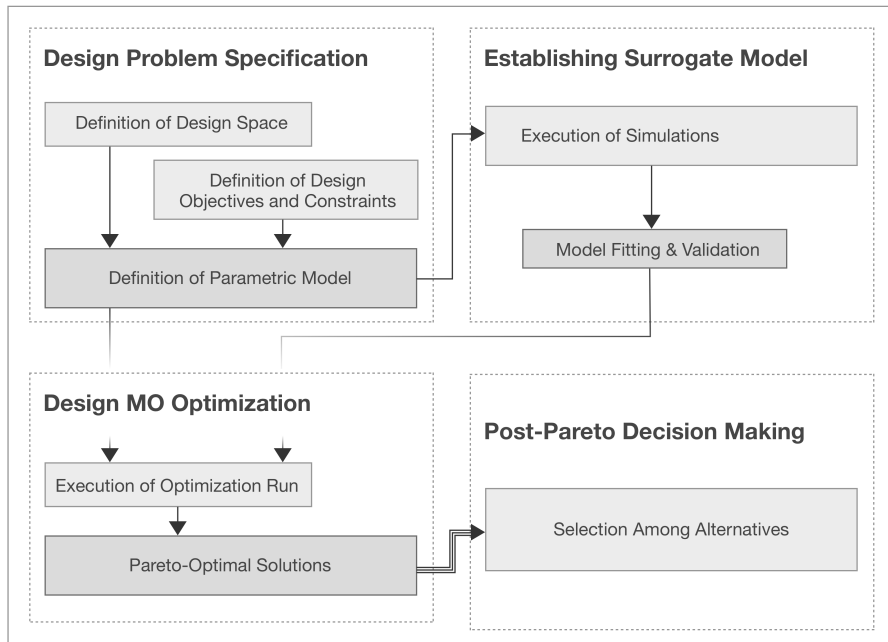 Design Problem Specification
Definition of Design Space
Definition of Design
Objectives and Constraints
Definition of Parametric Model
Establishing Surrogate Model
Execution of Simulations
Model Fitting & Validation
Design MO Optimization
Execution of Optimization Run
Pareto-Optimal Solutions
Post-Pareto Decision Making
Selection Among Alternatives